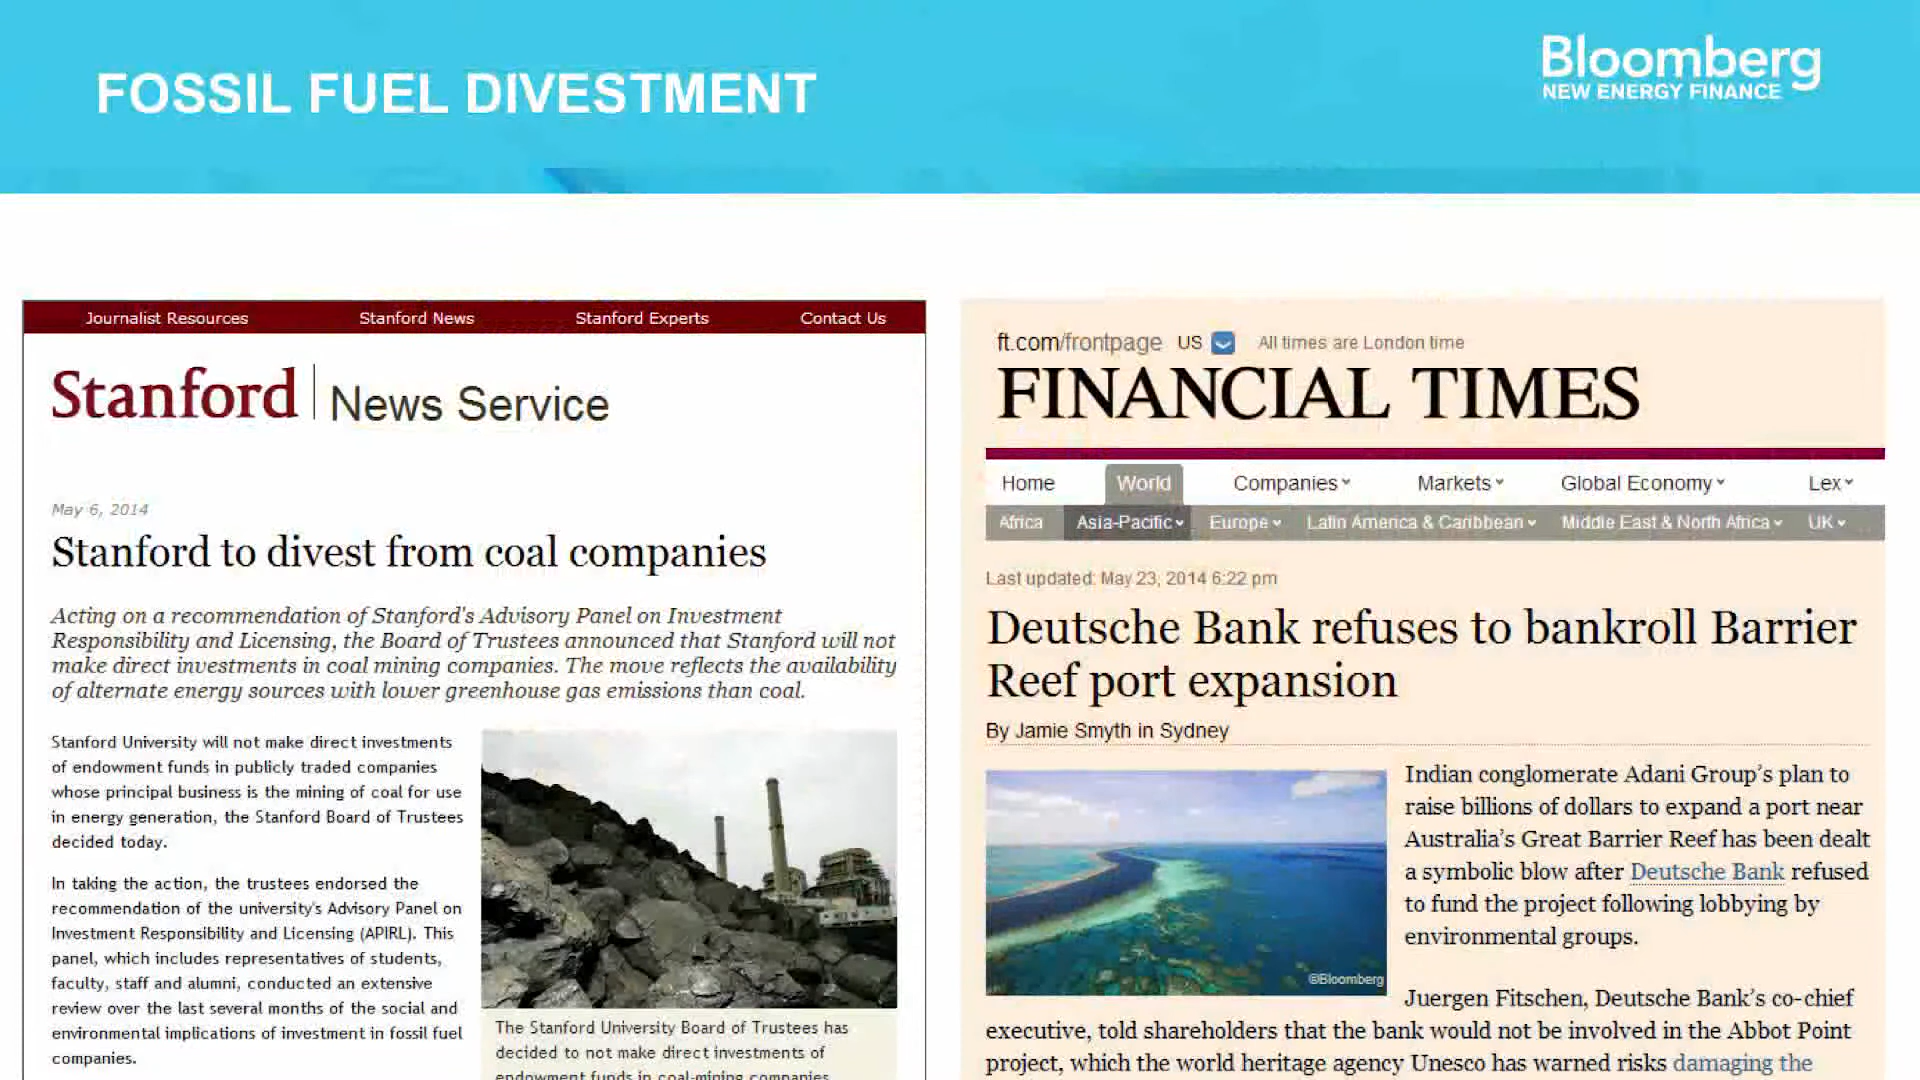 FOSSIL FUEL DIVESTMENT
Bloomberg
NEW ENERGY FINANCE
Journalist Resources Stanford News Stanford Experts Contact Us
Stanford News Service
May 6, 2014
Stanford to divest from coal companies
Acting on a recommendation of Stanford's Advisory Panel on Investment
Responsibility and Licensing, the Board of Trustees announced that Stanford will not
make direct investments in coal mining companies. The move reflects the availability
of alternate energy sources with lower greenhouse gas emissions than coal.
Stanford University will not make direct investments
of endowment funds in publicly traded companies
whose principal business is the mining of coal for use
in energy generation, the Stanford Board of Trustees
decided today.
In taking the action, the trustees endorsed the
recommendation of the university's Advisory Panel on
Investment Responsibility and Licensing (APIRL). This
panel, which includes representatives of students,
faculty, staff and alumni, conducted an extensive
review over the last several months of the social and
environmental implications of investment in fossil fuel
companies.
The Stanford University Board of Trustees has
decided to not make direct investments of
endowment funds in coal-mining companies
ft.com/frontpage US All times are London time
FINANCIAL TIMES
Home World Companies Markets Global Economy Lex
Africa Asia-Pacific Europe Latin America & Caribbean Middle East & North Africa UK
Last updated: May 23, 2014 6:22 pm
Deutsche Bank refuses to bankroll Barrier
Reef port expansion
By Jamie Smyth in Sydney
Indian conglomerate Adani Group's plan to
raise billions of dollars to expand a port near
Australia's Great Barrier Reef has been dealt
a symbolic blow after Deutsche Bank refused
to fund the project following lobbying by
environmental groups.
©Bloomberg
Juergen Fitschen, Deutsche Bank's co-chief
executive, told shareholders that the bank would not be involved in the Abbot Point
project, which the world heritage agency Unesco has warned risks damaging the